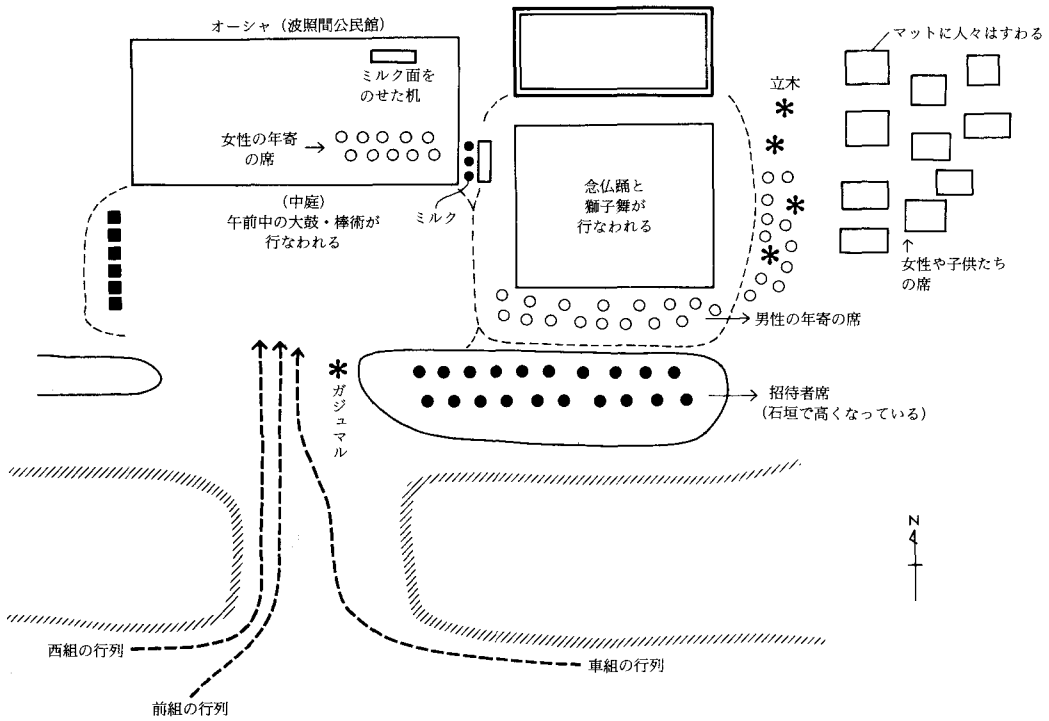 オーシャ(波照間公民館)
ミルク面を
のせた机
女性の年寄
の席
(中庭)
午前中の大鼓・棒術が
行なわれる
ミルク
念仏踊と
獅子舞が
行なわれる
立木
マットに人々はすわる
女性や子供たち
の席
男性の年寄の席
招待者席
(石垣で高くなっている)
ガジュマル
N
西組の行列
前組の行列
車組の行列